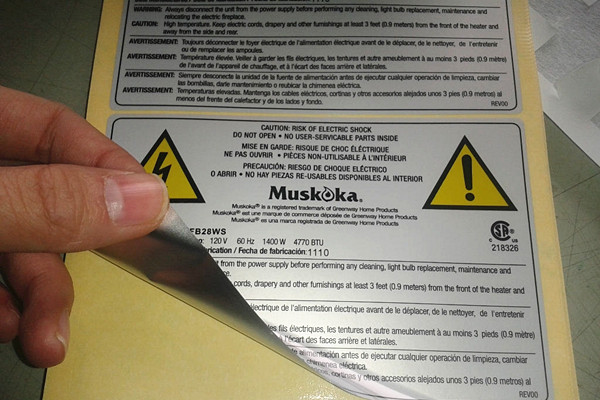 WARNING: Always disconnect the unit from the power supply before performing any cleaning, light bulb replacement, maintenance and
relocating the electric fireplace.
CAUTION: High temperature. Keep electric cords, drapery and other furnishings at least 3 feet (0.9 meters) from the front of the heater and
away from the side and rear.
AVERTISSEMENT: Toujours déconnecter le foyer électrique de l'alimentation électrique avant de le déplacer, de le nettoyer, de l'entretenir
ou de remplacer les ampoules.
AVERTISSEMENT: Température élevée. Veiller à garder les fils électriques, les tentures et autre ameublement à au moins 3 pieds (0.9 mètre)
de l'avant de l'appareil de chauffage, et à l'écart des faces arrière et latérales.
AVERTISSEMENT: Siempre desconecte la unidad de la fuente de alimentación antes de ejecutar cualquier operación de limpieza, cambiar
las bombillas, darle mantenimiento o reubicar la chimenea eléctrica.
AVERTISSEMENT: Temperaturas elevadas. Mantenga los cables eléctricos, cortinas y otros accesorios alejados unos 3 pies (0.9 metros) al
menos del frente del calefactor y de los lados y fondo.
REV00
CAUTION: RISK OF ELECTRIC SHOCK
DO NOT OPEN • NO USER-SERVICABLE PARTS INSIDE
MISE EN GARDE: RISQUE DE CHOC ÉLECTRIQUE
NE PAS OUVRIR • PIÈCES NON-UTILISABLE À L'INTÉRIEUR
PRECAUCIÓN: RIESGO DE CHOQUE ELÉCTRICO
O ABRIR • NO HAY PIEZAS RE-USABLES DISPONIBLES AL INTERIOR
Muskoka®
Muskoka® is a registered trademark of Greenway Home Products
Muskoka® est une marque de commerce déposée de Greenway Home Products
Muskoka® es una marca registrada de Greenway Home Products
EB28WS
120 V 60 Hz 1400 W 4770 BTU
brication / Fecha de fabricación: 1110
C SA US
218326
t from the power supply before performing any cleaning, light bulb replacement, maintenance and
ce.
cords, drapery and other furnishings at least 3 feet (0.9 meters) from the front of the heater and
électrique de l'alimentation électrique avant de le déplacer, de le nettoyer, de l'entretenir
les fils électriques, les tentures et autre ameublement à au moins 3 pieds (0.9 mètre)
à l'écart des faces arrière et latérales.
alimentación antes de ejecutar cualquier operación de limpieza, cambiar
chimenea eléctrica.
cortinas y otros accesorios alejados unos 3 pies (0.9 metros) al
REV00